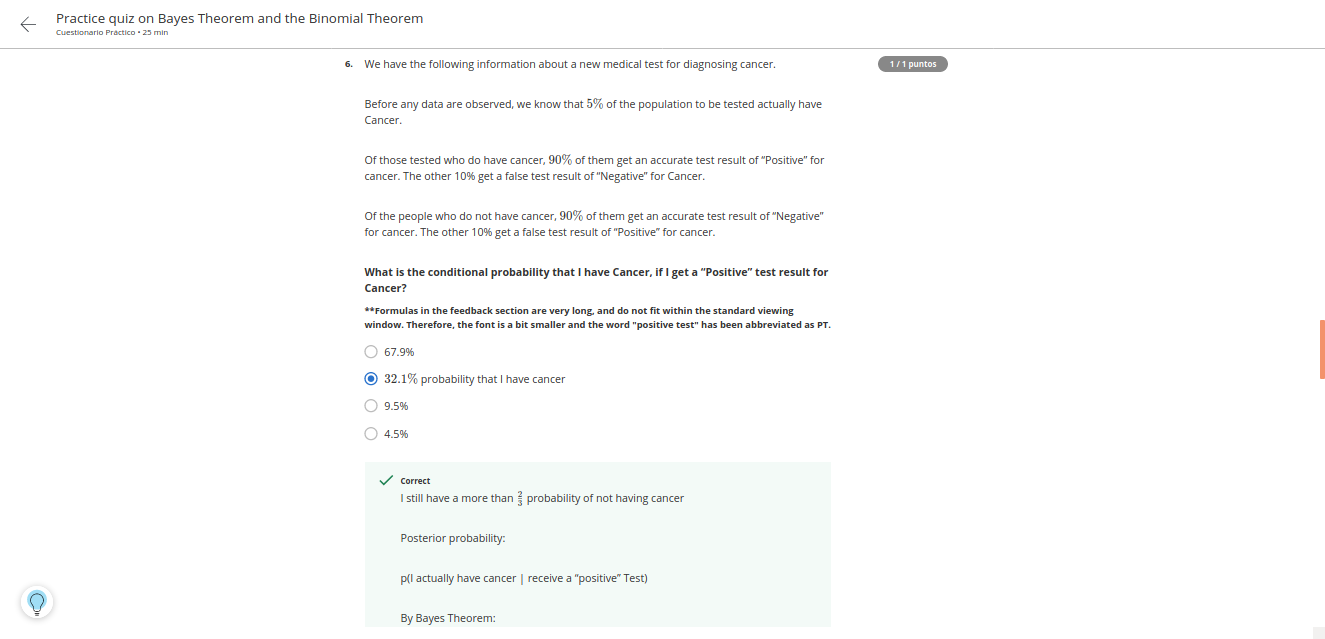 Practice quiz on Bayes Theorem and the Binomial Theorem
Cuestionario Práctico • 25 min
6. We have the following information about a new medical test for diagnosing cancer.
1 / 1 puntos
Before any data are observed, we know that 5% of the population to be tested actually have
Cancer.
Of those tested who do have cancer, 90% of them get an accurate test result of “Positive” for
cancer. The other 10% get a false test result of “Negative” for Cancer.
Of the people who do not have cancer, 90% of them get an accurate test result of “Negative”
for cancer. The other 10% get a false test result of “Positive” for cancer.
What is the conditional probability that I have Cancer, if I get a “Positive” test result for
Cancer?
**Formulas in the feedback section are very long, and do not fit within the standard viewing
window. Therefore, the font is a bit smaller and the word "positive test" has been abbreviated as PT.
67.9%
32.1% probability that I have cancer
9.5%
4.5%
Correct
I still have a more than 2/3 probability of not having cancer
Posterior probability:
p(I actually have cancer | receive a “positive” Test)
By Bayes Theorem: